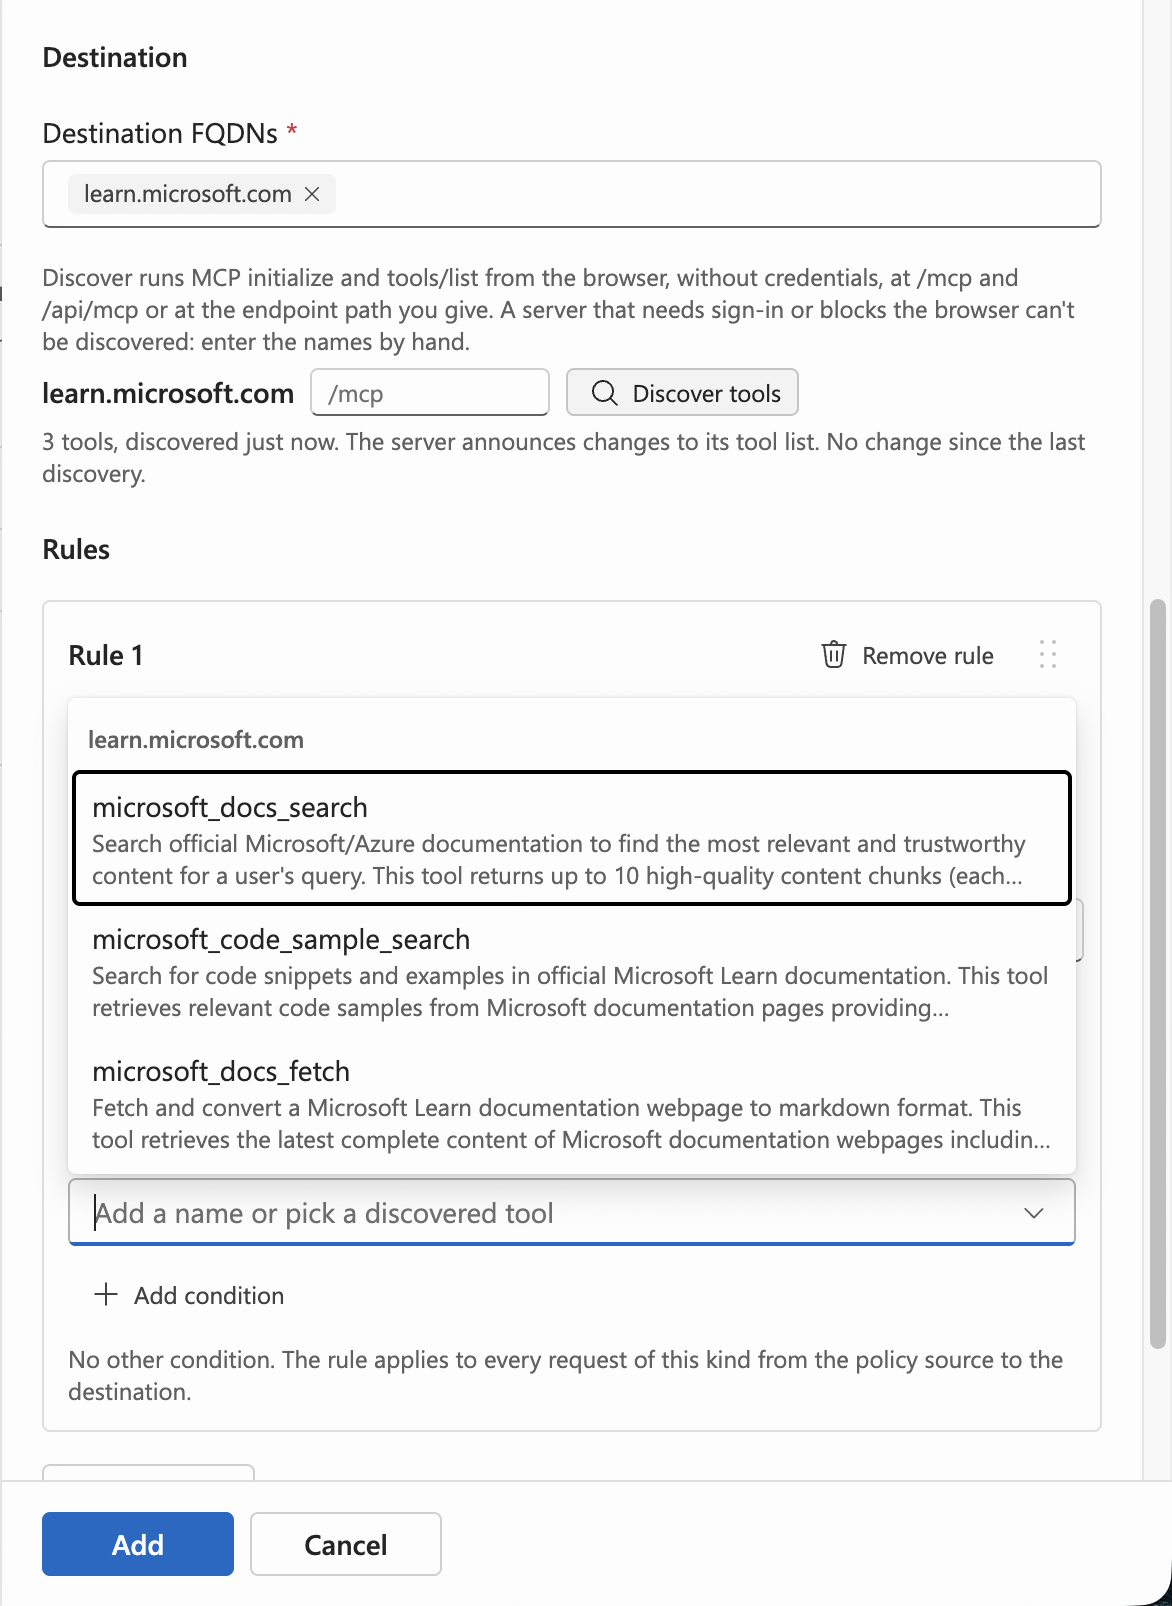 Destination
Destination FQDNs *
learn.microsoft.com
Discover runs MCP initialize and tools/list from the browser, without credentials, at /mcp and
/api/mcp or at the endpoint path you give. A server that needs sign-in or blocks the browser can't
be discovered: enter the names by hand.
learn.microsoft.com /mcp Discover tools
3 tools, discovered just now. The server announces changes to its tool list. No change since the last
discovery.
Rules
Rule 1 Remove rule
learn.microsoft.com
microsoft_docs_search
Search official Microsoft/Azure documentation to find the most relevant and trustworthy
content for a user's query. This tool returns up to 10 high-quality content chunks (each...
microsoft_code_sample_search
Search for code snippets and examples in official Microsoft Learn documentation. This tool
retrieves relevant code samples from Microsoft documentation pages providing...
microsoft_docs_fetch
Fetch and convert a Microsoft Learn documentation webpage to markdown format. This
tool retrieves the latest complete content of Microsoft documentation webpages includin...
Add a name or pick a discovered tool
Add condition
No other condition. The rule applies to every request of this kind from the policy source to the
destination.
Add Cancel